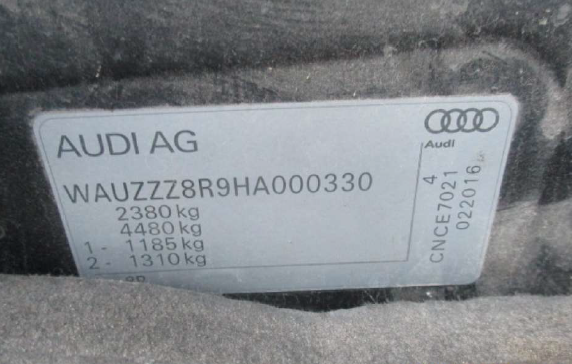 AUDI AG
Audi
WAUZZZ8R9HA000330
2380 kg
4480 kg
1 - 1185 kg
2 - 1310 kg
4
CNCE7021
022016